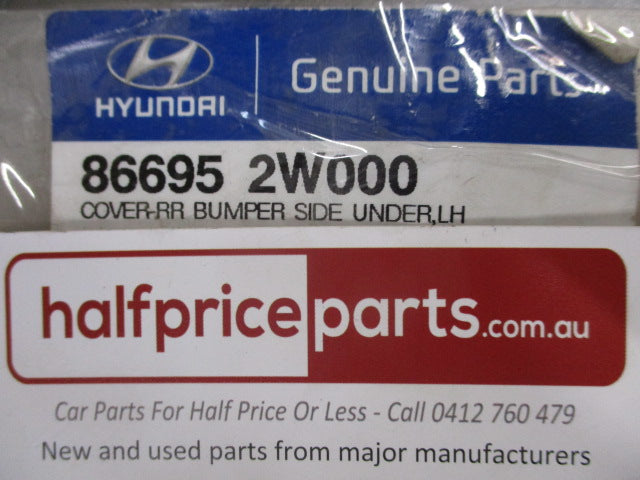 HYUNDAI
Genuine Parts
86695 2W000
COVER-RR BUMPER SIDE UNDER,LH
halfpriceparts.com.au
Car Parts For Half Price Or Less - Call 0412 760 479
New and used parts from major manufacturers